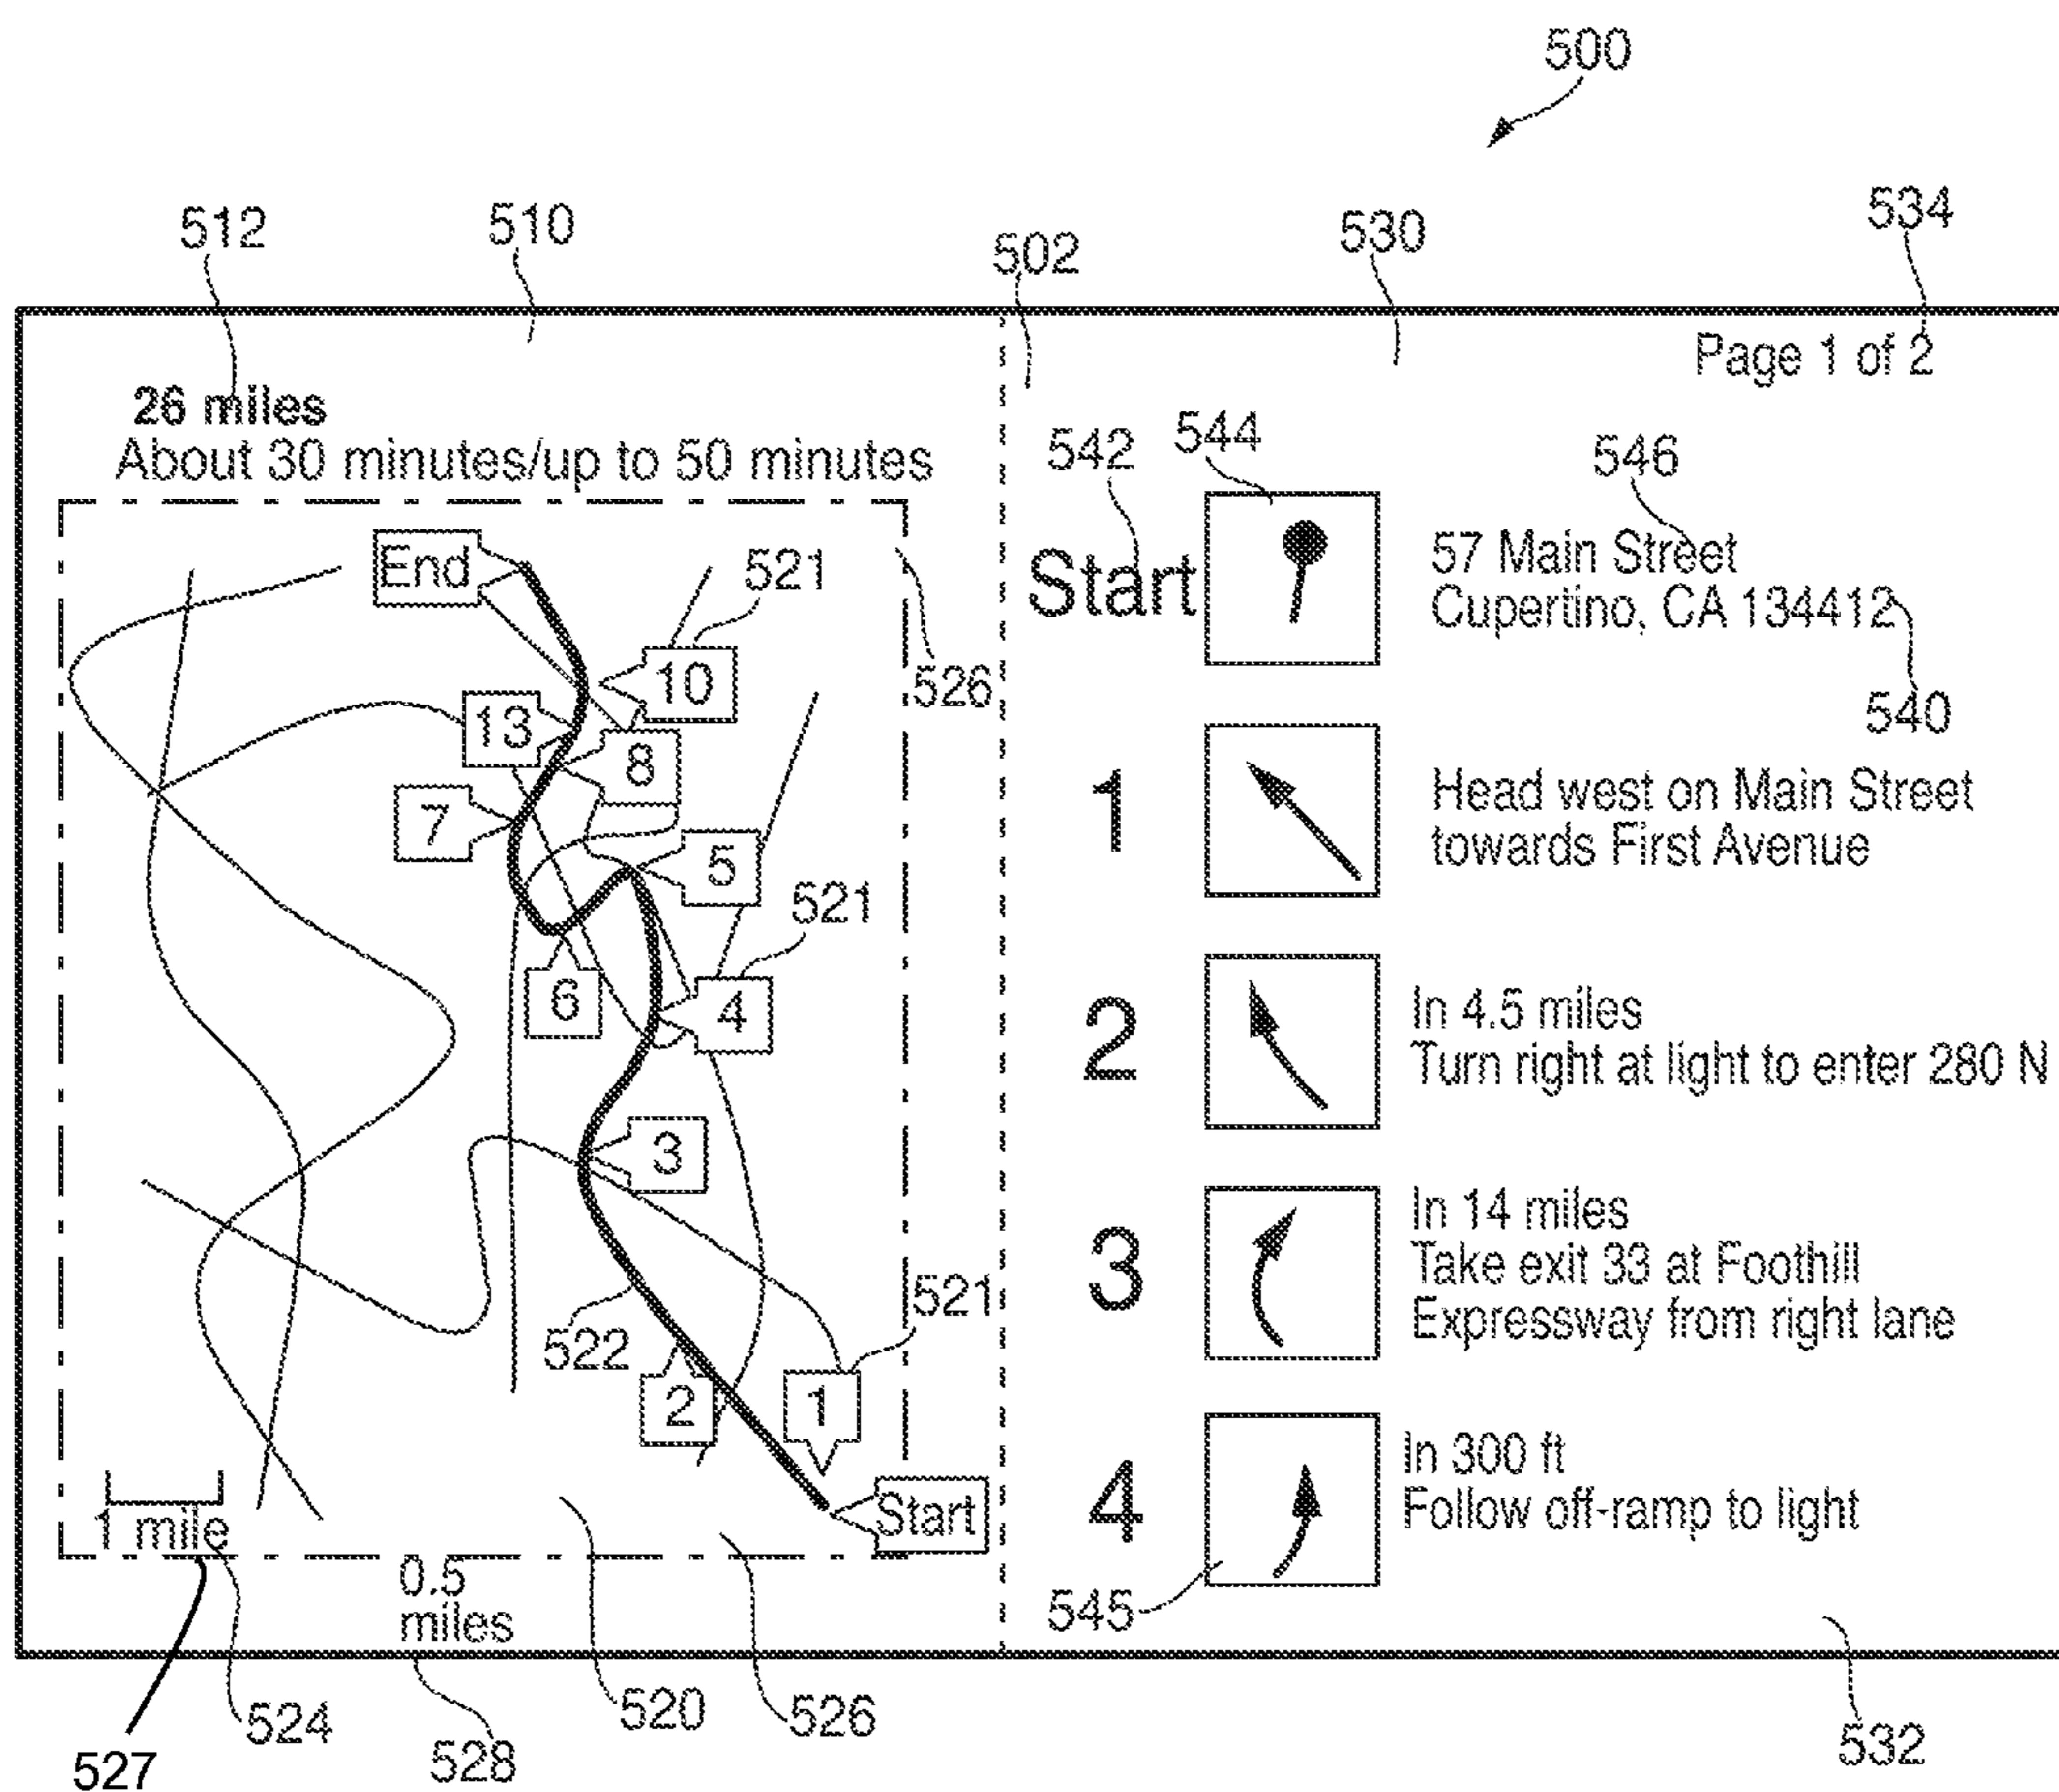 500
512
510
502
530
534
Page 1 of 2
26 miles
About 30 minutes/up to 50 minutes
542
544
546
End
521
Start
57 Main Street
Cupertino, CA 134412
10
526
540
13
8
7
1
Head west on Main Street
towards First Avenue
5
521
6
4
2
In 4.5 miles
Turn right at light to enter 280 N
3
3
In 14 miles
Take exit 33 at Foothill
Expressway from right lane
521
522
2
1
4
In 300 ft
Follow off-ramp to light
1 mile
Start
0.5
miles
545
527
524
528
520
526
532